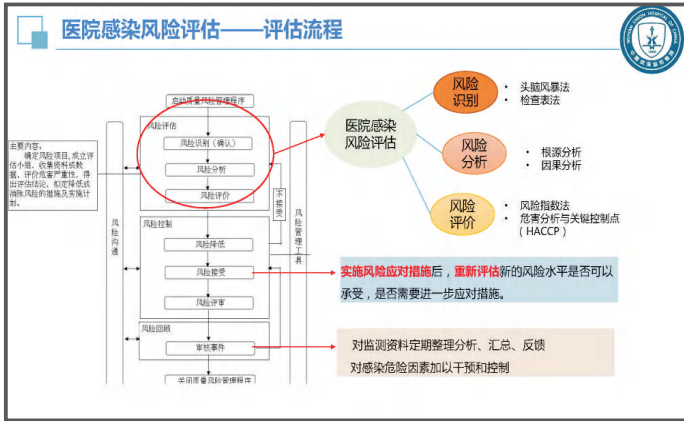 医院感染风险评估——评估流程
WUHAN UNION HOSPITAL OF CHINA
启动质量风险管理程序
风险评估
风险识别（确认）
风险分析
风险评价
主要内容：
确定风险项目,成立评
估小组，收集资料或数
据，评价危害严重性，得
出评估结论，拟定降低或
消除风险的措施及实施计
划。
风险沟通
不接受
风险管理工具
风险控制
风险降低
风险接受
风险评审
风险回顾
审核事件
关闭质量风险管理程序
医院感染
风险评估
风险
识别
• 头脑风暴法
• 检查表法
风险
分析
• 根源分析
• 因果分析
风险
评价
• 风险指数法
• 危害分析与关键控制点
（HACCP）
实施风险应对措施后，重新评估新的风险水平是否可以
承受，是否需要进一步应对措施。
对监测资料定期整理分析、汇总、反馈
对感染危险因素加以干预和控制